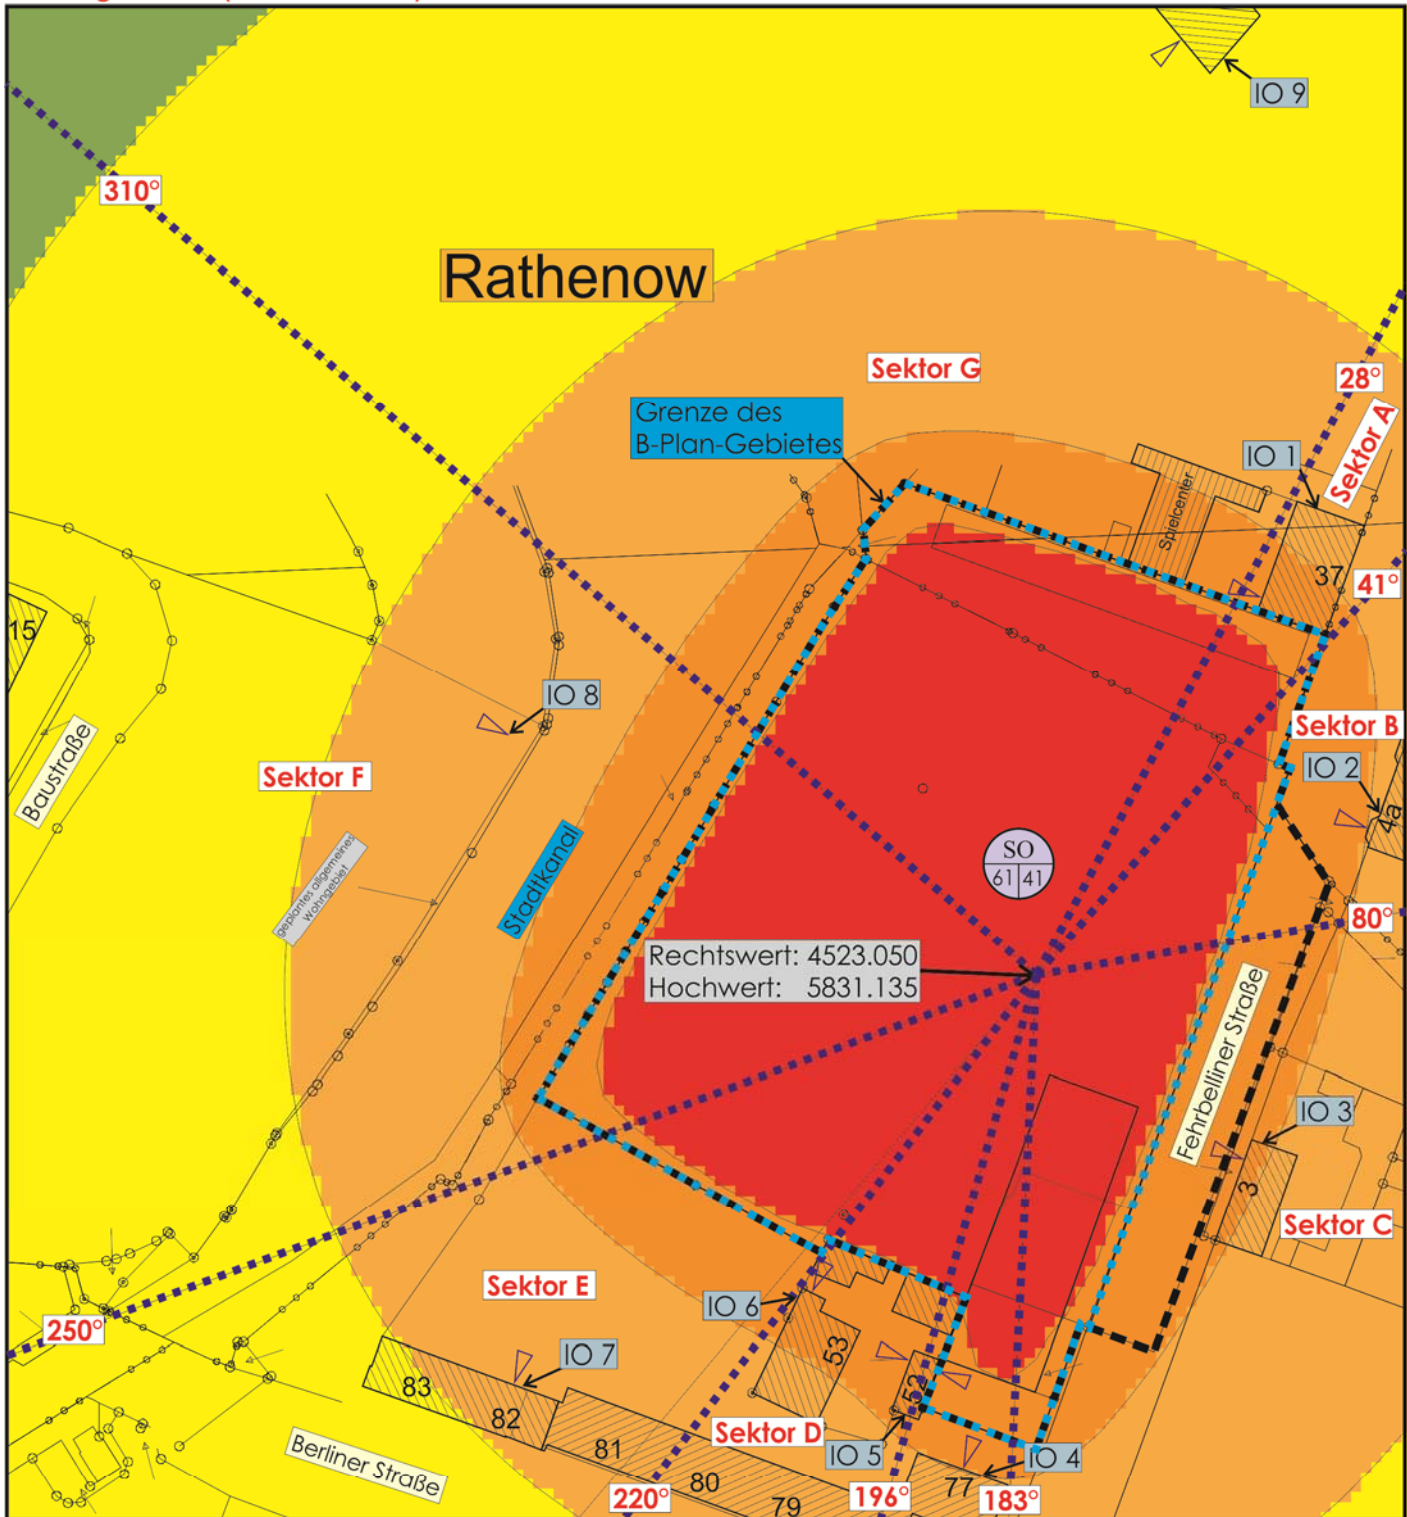 IO 9
310°
Rathenow
Sektor G
28°
Sektor A
Grenze des
B-Plan-Gebietes
IO 1
Spielcenter
37
41°
15
IO 8
Sektor B
IO 2
4a
Baustraße
Sektor F
geplantes allgemeines
Wohngebiet
Stadtkanal
SO
61 41
80°
Rechtswert: 4523.050
Hochwert: 5831.135
Fehrbelliner Straße
IO 3
3
Sektor C
Sektor E
IO 6
250°
IO 7
53
83
82
52
81
Sektor D
IO 5
IO 4
Berliner Straße
80
77
220°
79
196°
183°